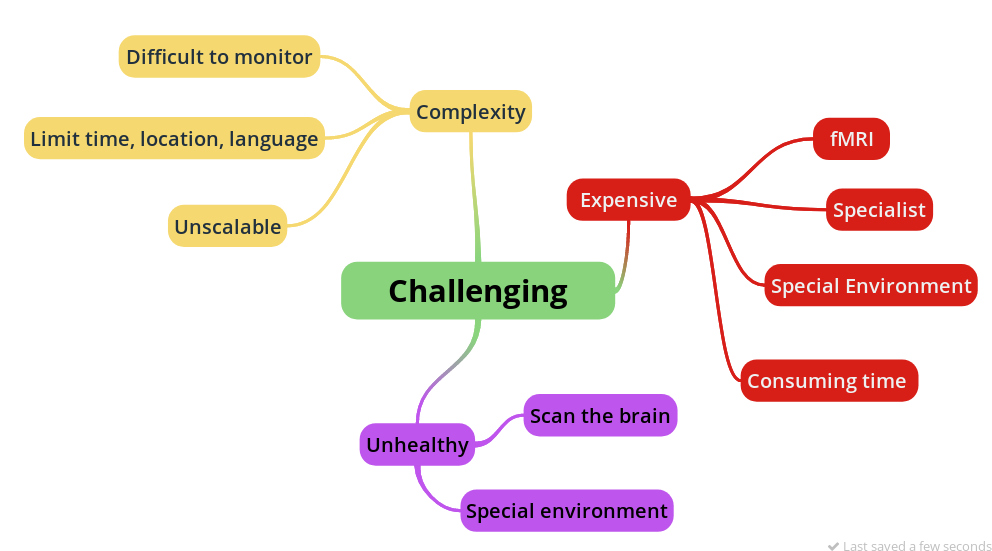 Difficult to monitor
Complexity
Limit time, location, language
Unscalable
fMRI
Expensive
Specialist
Special Environment
Consuming time
Challenging
Unhealthy
Scan the brain
Special environment
Last saved a few seconds